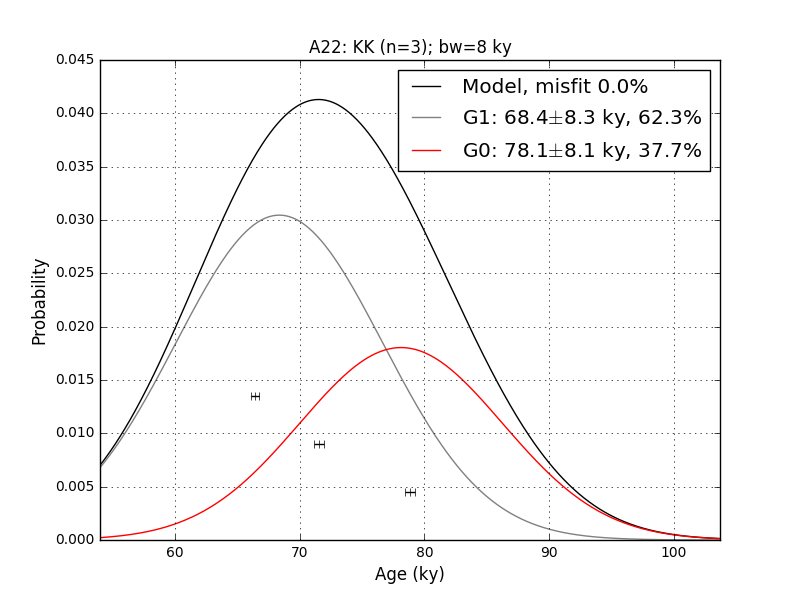 A22: KK (n=3); bw=8 ky
Model, misfit 0.0%
G1: 68.4±8.3 ky, 62.3%
G0: 78.1±8.1 ky, 37.7%
0.045
0.040
0.035
0.030
0.025
0.020
0.015
0.010
0.005
0.000
Probability
60 70 80 90 100
Age (ky)